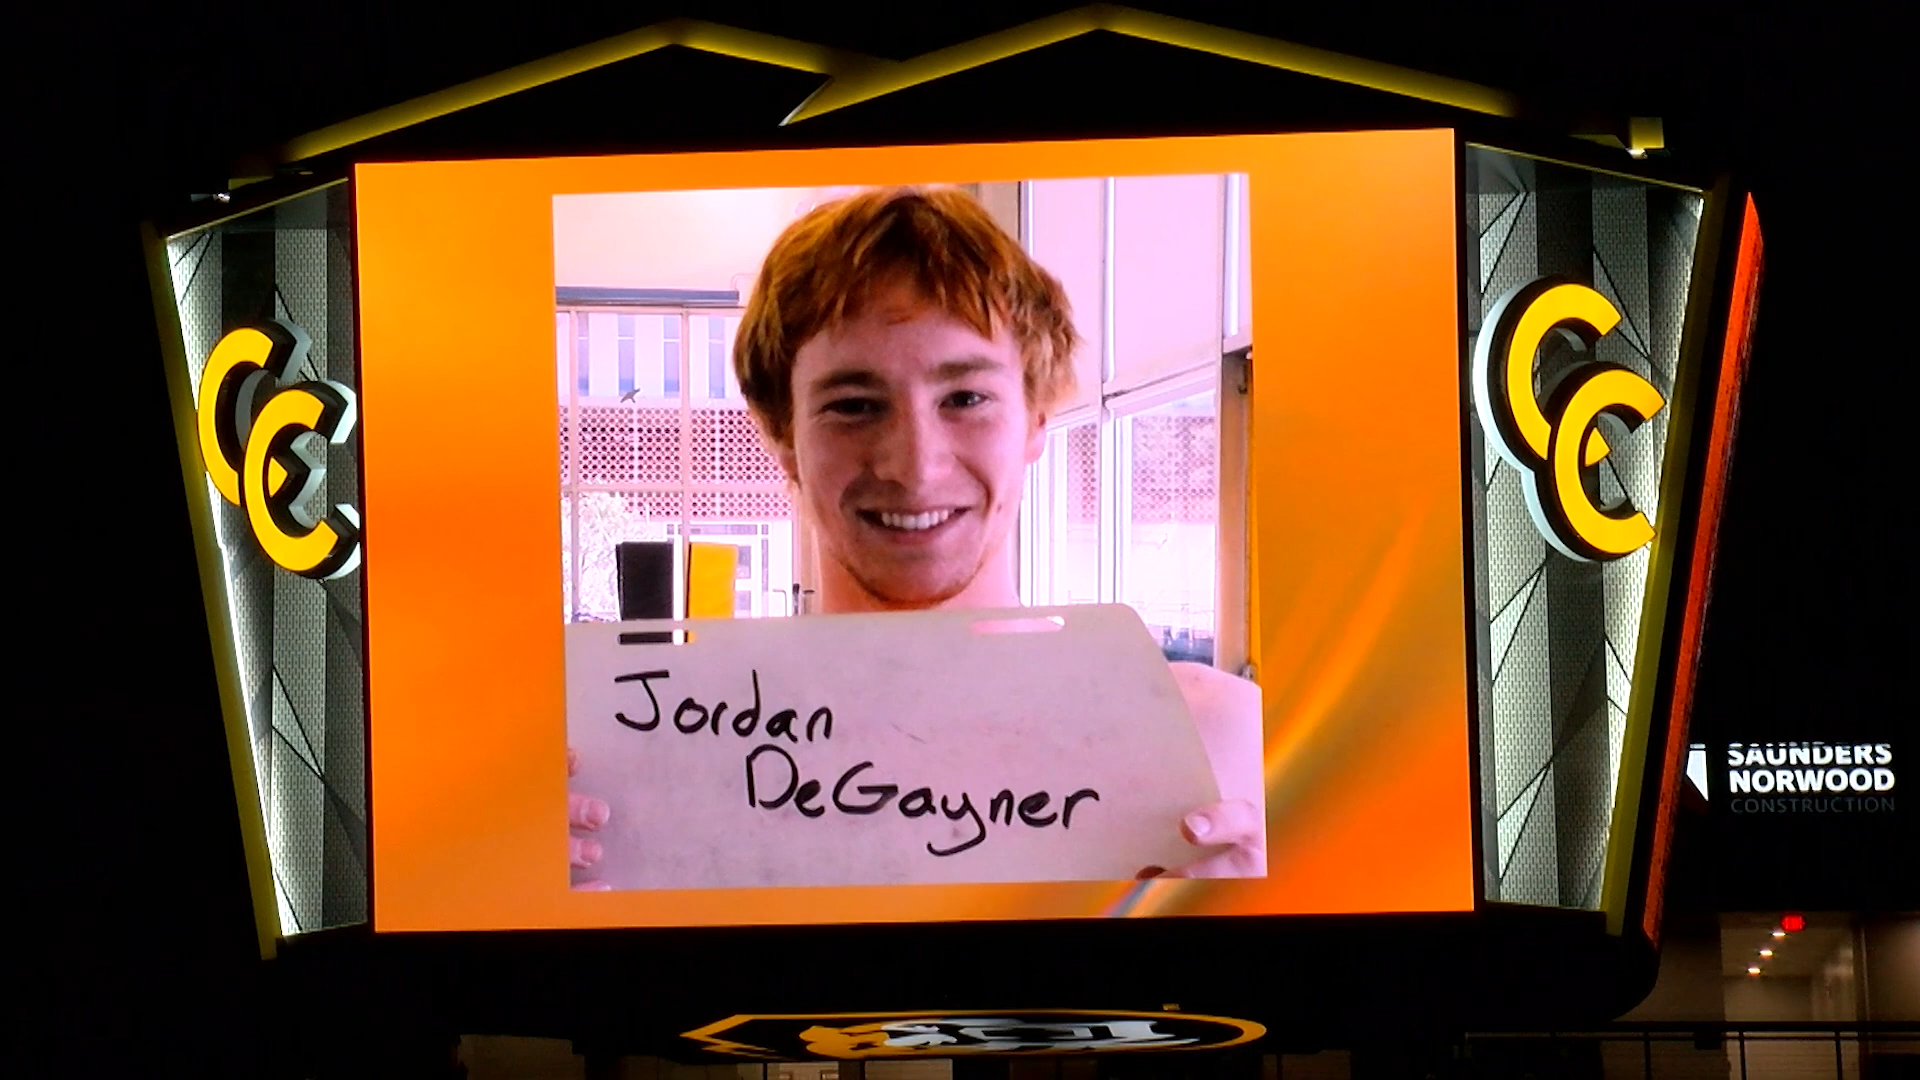 CC
CC
Jordan
DeGayner
SAUNDERS
NORWOOD
CONSTRUCTION